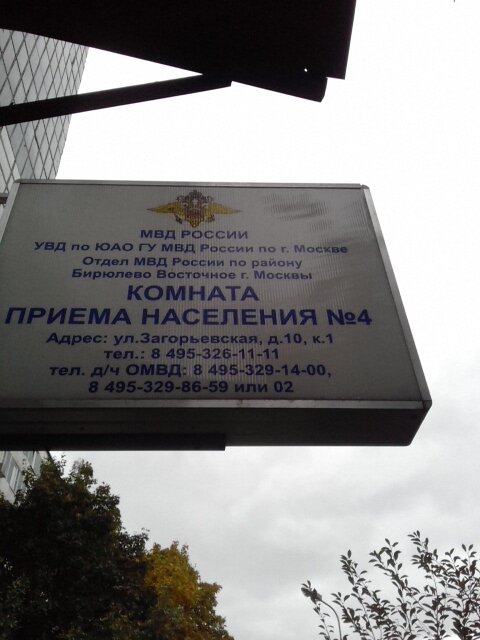 МВД РОССИИ
УВД по ЮАО ГУ МВД России по г. Москве
Отдел МВД России по району
Бирюлево Восточное г. Москвы
КОМНАТА
ПРИЕМА НАСЕЛЕНИЯ №4
Адрес: ул.Загорьевская, д.10, к.1
тел.: 8 495-326-11-11
тел. д/ч ОМВД: 8 495-329-14-00,
8 495-329-86-59 или 02